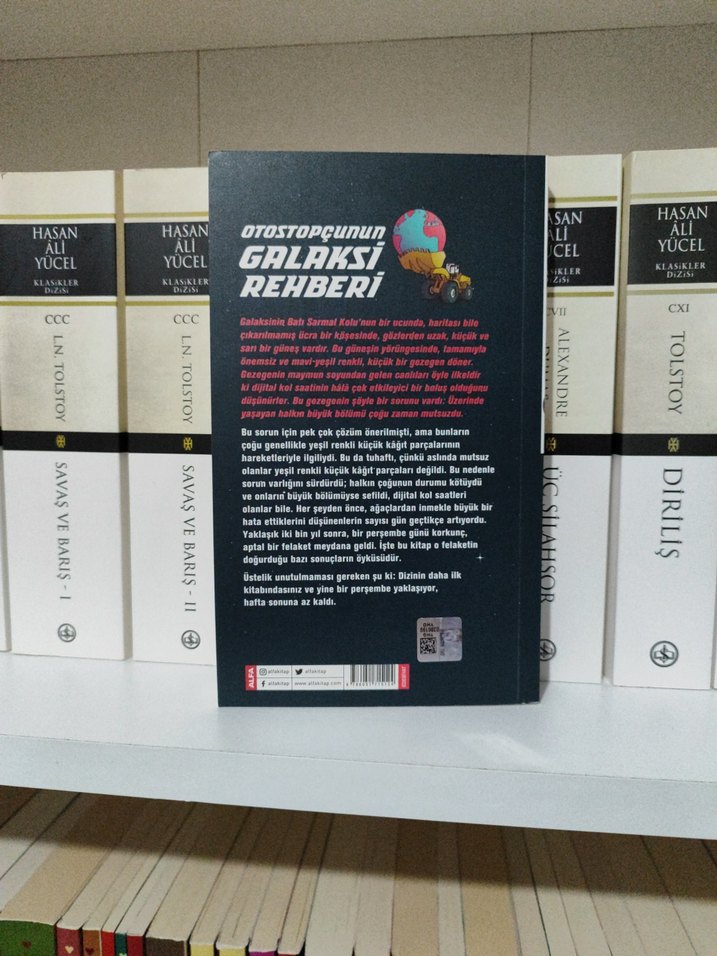 HASAN
ÂLİ
YÜCEL
KLASİKLER
DİZİSİ
CCC
L.N. TOLSTOY
SAVAŞ VE BARIŞ - I
HASAN
ÂLİ
YÜCEL
KLASİKLER
DİZİSİ
CCC
L.N. TOLSTOY
SAVAŞ VE BARIŞ - II
OTOSTOPÇUNUN
GALAKSİ
REHBERİ
Galaksinin Batı Sarmal Kolu'nun bir ucunda, haritası bile
çıkarılmamış ücra bir köşesinde, gözlerden uzak, küçük ve
sarı bir güneş vardır. Bu güneşin yörüngesinde, tamamıyla
önemsiz ve mavi-yeşil renkli, küçük bir gezegen döner.
Gezegenin maymun soyundan gelen canlıları öyle ilkeldir
ki dijital kol saatinin hâlâ çok etkileyici bir buluş olduğunu
düşünürler. Bu gezegenin şöyle bir sorunu vardı: Üzerinde
yaşayan halkın büyük bölümü çoğu zaman mutsuzdu.
Bu sorun için pek çok çözüm önerilmişti, ama bunların
çoğu genellikle yeşil renkli küçük kâğıt parçalarının
hareketleriyle ilgiliydi. Bu da tuhaftı, çünkü aslında mutsuz
olanlar yeşil renkli küçük kâğıt parçaları değildi. Bu nedenle
sorun varlığını sürdürdü; halkın çoğunun durumu kötüydü
ve onların büyük bölümüyse sefildi, dijital kol saatleri
olanlar bile. Her şeyden önce, ağaçlardan inmekle büyük bir
hata ettiklerini düşünenlerin sayısı gün geçtikçe artıyordu.
Yaklaşık iki bin yıl sonra, bir perşembe günü korkunç,
aptal bir felaket meydana geldi. İşte bu kitap o felaketin
doğurduğu bazı sonuçların öyküsüdür.
Üstelik unutulmaması gereken şu ki: Dizinin daha ilk
kitabındasınız ve yine bir perşembe yaklaşıyor,
hafta sonuna az kaldı.
ALFA
alfakitap
alfakitap
alfakitap
www.alfakitap.com
ASAN
ÂLİ
YÜCEL
KLASİKLER
DİZİSİ
CVII
ALEXANDRE
ÜÇ SİLAHŞOR
HASAN
ÂLİ
YÜCEL
KLASİKLER
DİZİSİ
CXI
TOLSTOY
DİRİLİŞ